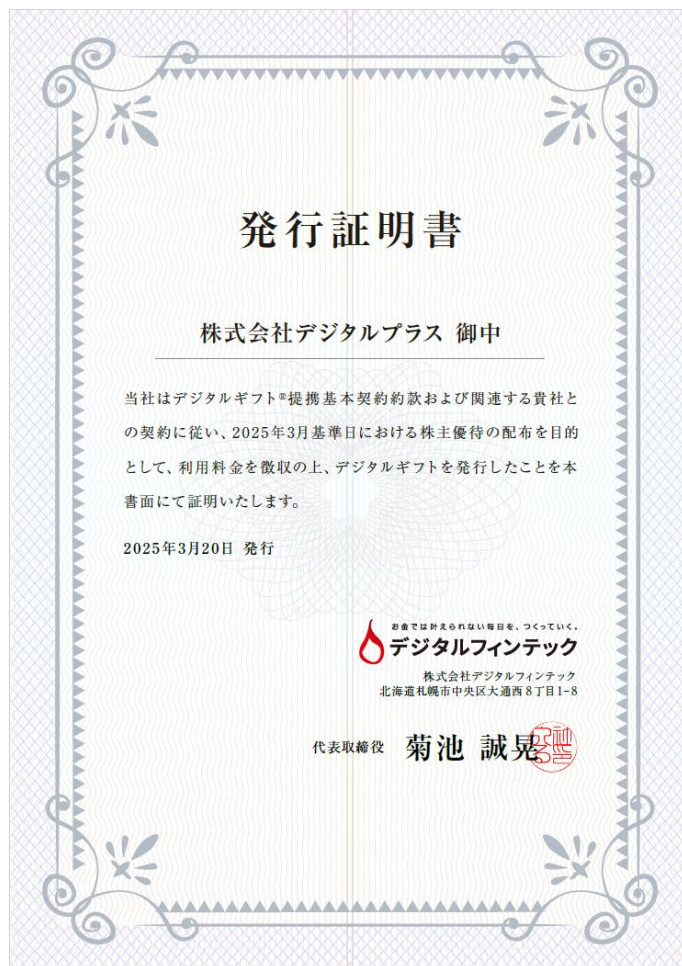 発行証明書
株式会社デジタルプラス 御中
当社はデジタルギフト®提携基本契約約款および関連する貴社と
の契約に従い、2025年3月基準日における株主優待の配布を目的
として、利用料金を徴収の上、デジタルギフトを発行したことを本
書面にて証明いたします。
2025年3月20日 発行
お金では計えられない毎日を、つくっていく。
デジタルフィンテック
株式会社デジタルフィンテック
北海道札幌市中央区大通西8丁目1-8
代表取締役 菊池 誠晃